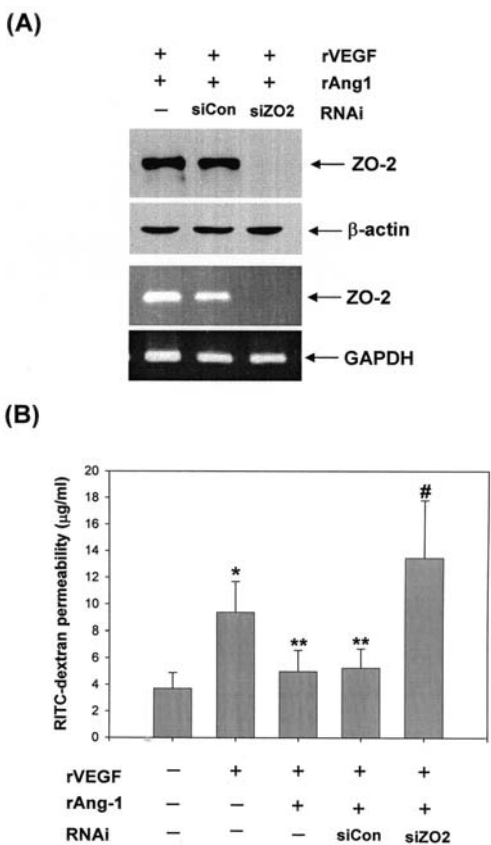 (A)
+ + + rVEGF
+ + + rAng1
− siCon siZO2 RNAi
ZO-2
β-actin
ZO-2
GAPDH
(B)
RITC-dextran permeability (μg/ml)
20
18
16
14
12
10
8
6
4
2
0
*
**
**
#
rVEGF − + + + +
rAng-1 − − + + +
RNAi − − − siCon siZO2